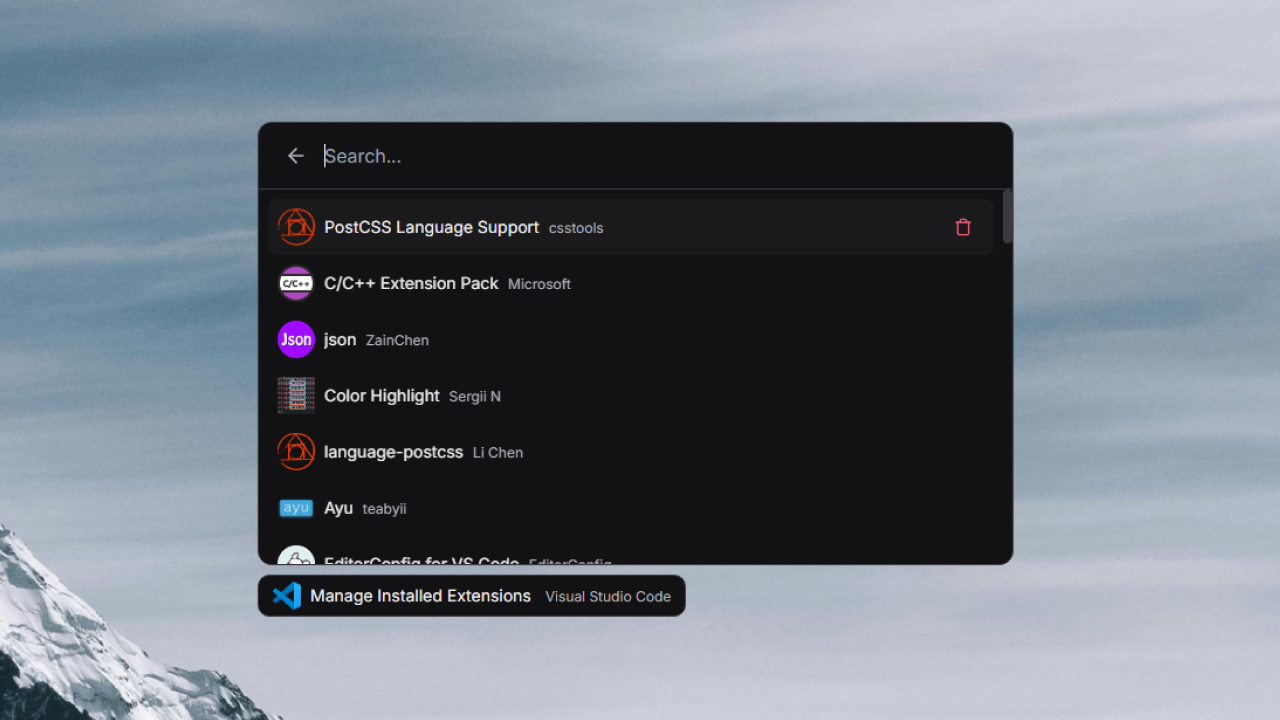 Search...
PostCSS Language Support csstools
C/C++ C/C++ Extension Pack Microsoft
Json json ZainChen
Color Highlight Sergii N
language-postcss Li Chen
ayu Ayu teabyii
EditorConfig for VS Code EditorConfig
Manage Installed Extensions Visual Studio Code